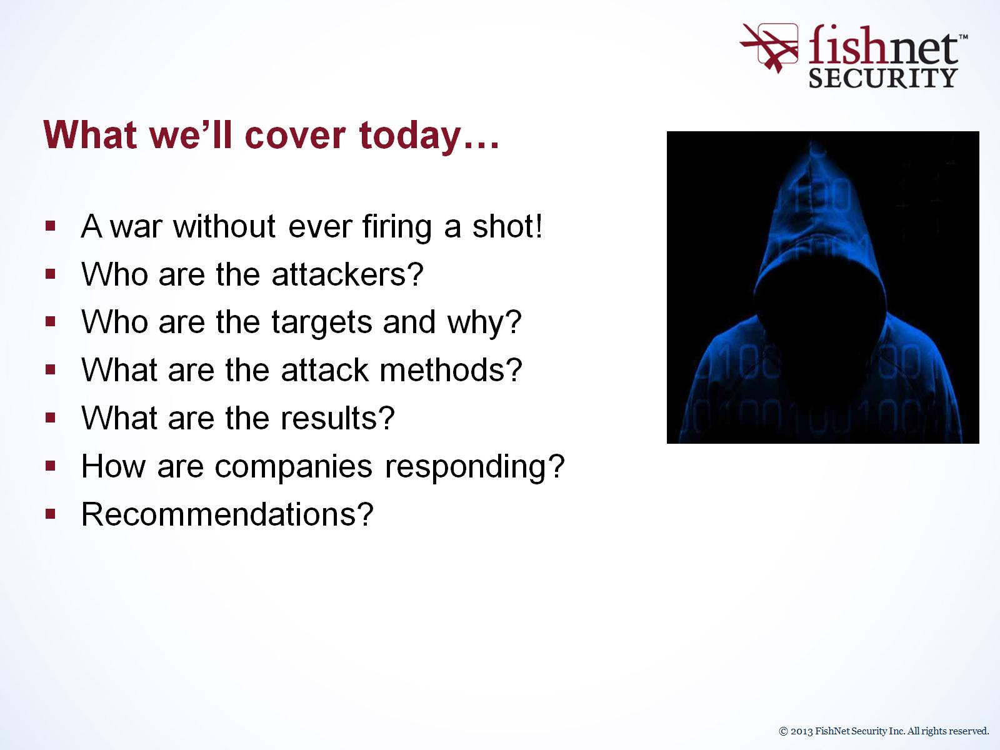 fishnet™
SECURITY
What we’ll cover today…
▪ A war without ever firing a shot!
▪ Who are the attackers?
▪ Who are the targets and why?
▪ What are the attack methods?
▪ What are the results?
▪ How are companies responding?
▪ Recommendations?
© 2013 FishNet Security Inc. All rights reserved.